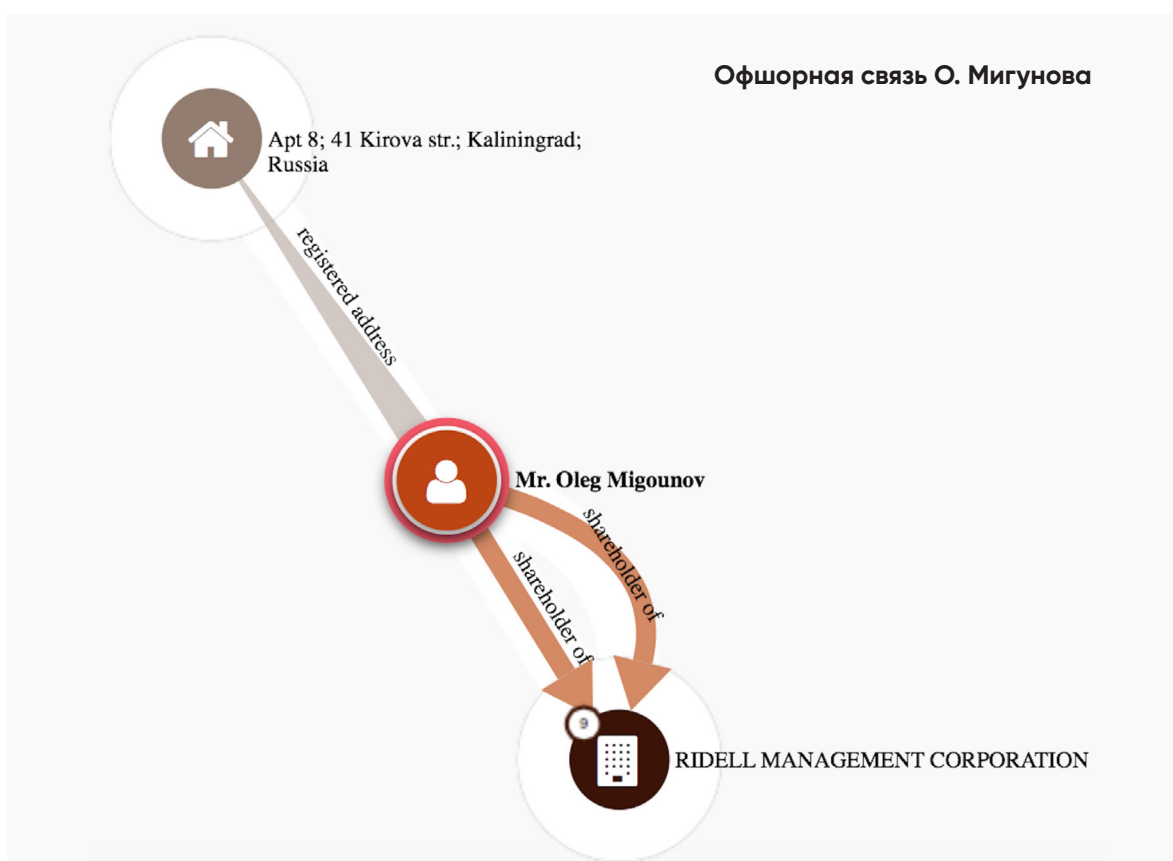 Офшорная связь О. Мигунова
Apt 8; 41 Kirova str.; Kaliningrad;
Russia
registered address
Mr. Oleg Migounov
shareholder of
shareholder of
9
RIDELL MANAGEMENT CORPORATION